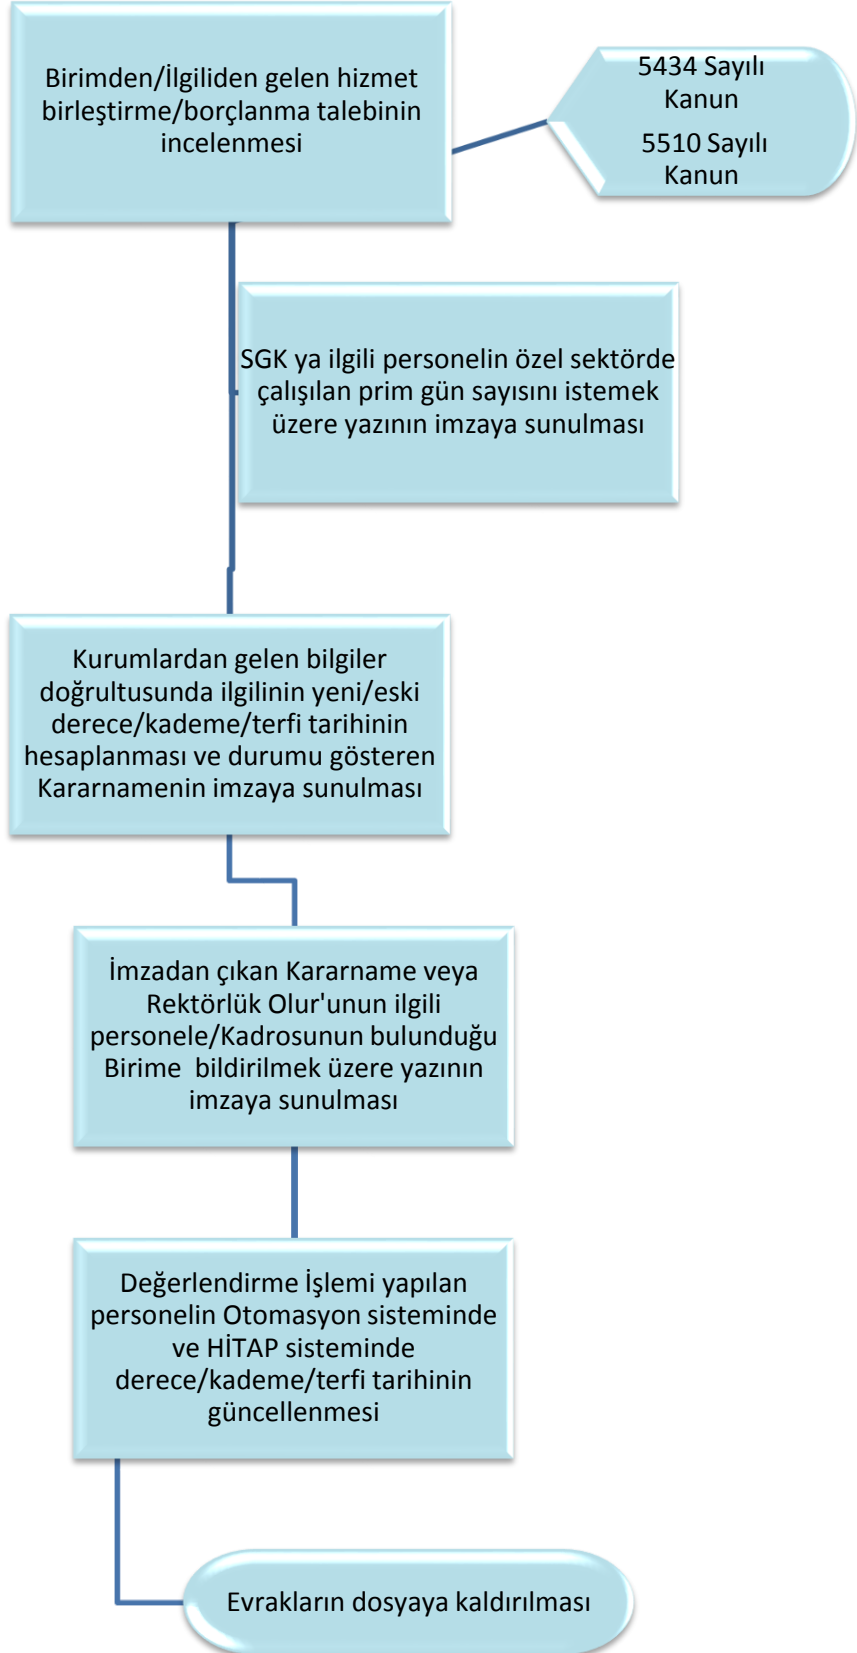 Birimden/İlgiliden gelen hizmet
birleştirme/borçlanma talebinin
incelenmesi
5434 Sayılı
Kanun
5510 Sayılı
Kanun
SGK ya ilgili personelin özel sektörde
çalışılan prim gün sayısını istemek
üzere yazının imzaya sunulması
Kurumlardan gelen bilgiler
doğrultusunda ilgilinin yeni/eski
derece/kademe/terfi tarihinin
hesaplanması ve durumu gösteren
Kararnamenin imzaya sunulması
İmzadan çıkan Kararname veya
Rektörlük Olur'unun ilgili
personele/Kadrosunun bulunduğu
Birime bildirilmek üzere yazının
imzaya sunulması
Değerlendirme İşlemi yapılan
personelin Otomasyon sisteminde
ve HİTAP sisteminde
derece/kademe/terfi tarihinin
güncellenmesi
Evrakların dosyaya kaldırılması